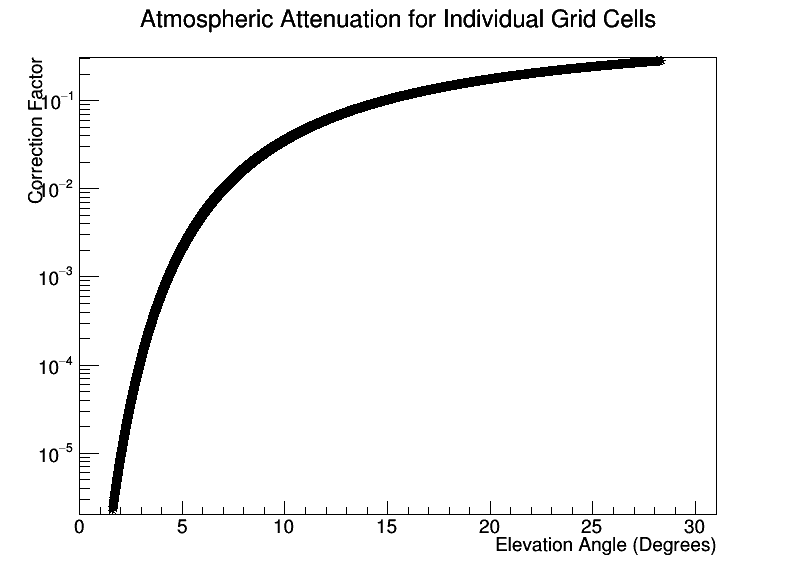 Atmospheric Attenuation for Individual Grid Cells
Correction Factor
10⁻¹
10⁻²
10⁻³
10⁻⁴
10⁻⁵
0 5 10 15 20 25 30
Elevation Angle (Degrees)